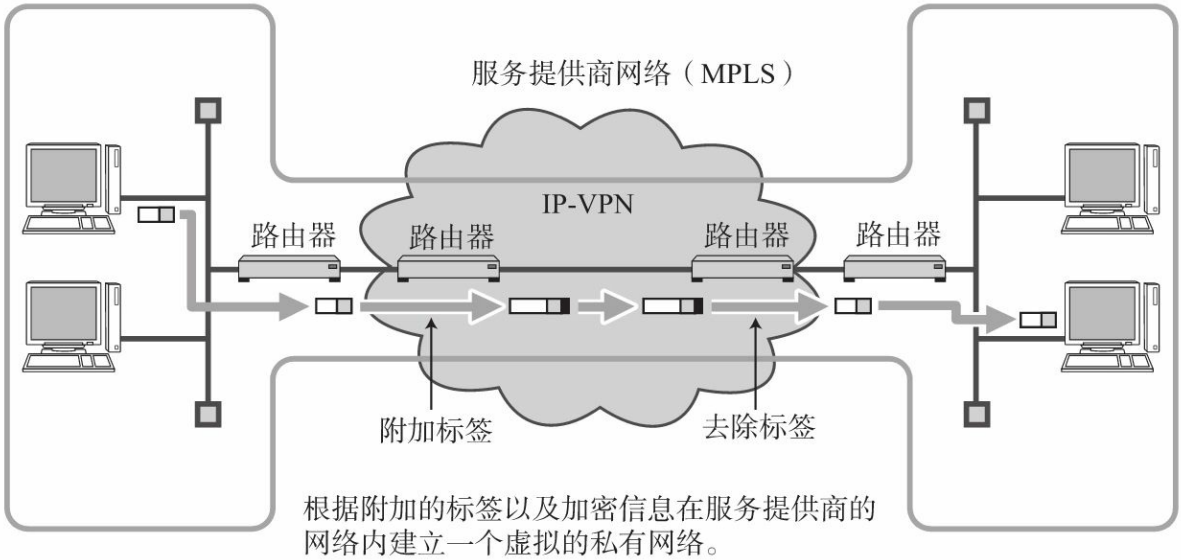 服务提供商网络（MPLS）
IP-VPN
路由器
路由器
路由器
路由器
附加标签
去除标签
根据附加的标签以及加密信息在服务提供商的
网络内建立一个虚拟的私有网络。